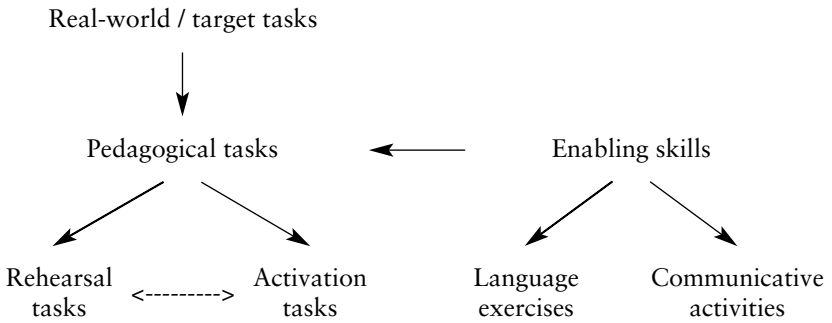 Real-world / target tasks
Pedagogical tasks
Enabling skills
Rehearsal
tasks
<--------->
Activation
tasks
Language
exercises
Communicative
activities